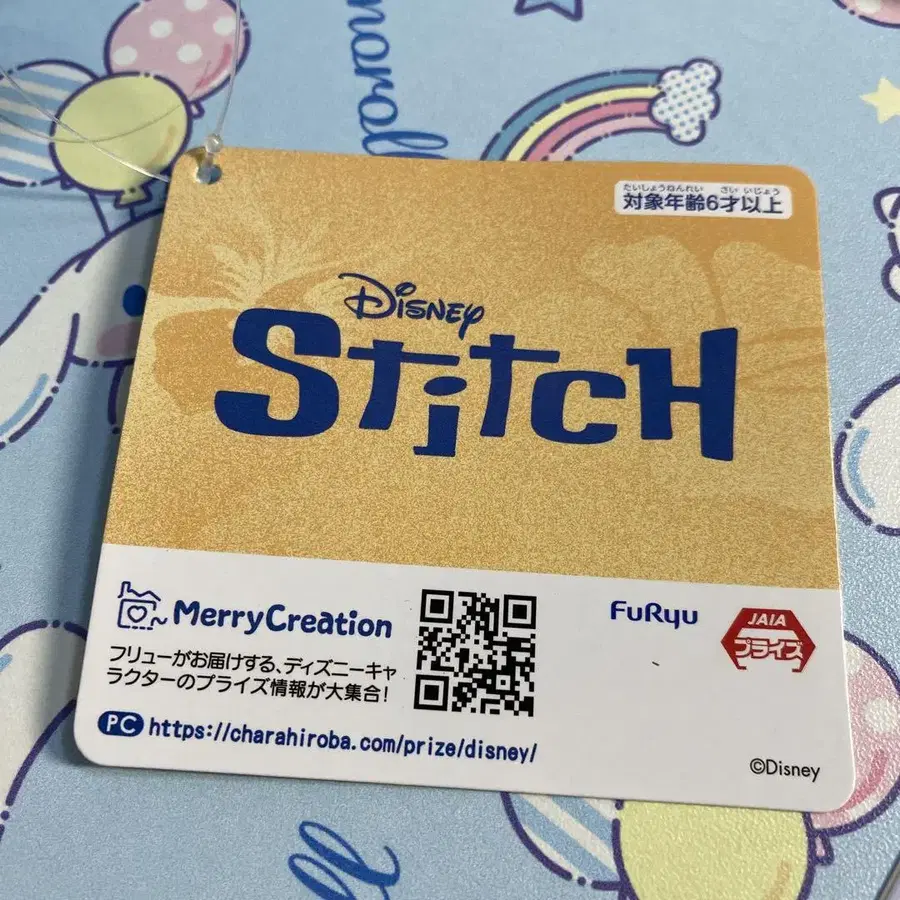 たいしょうねんれい さい いじょう
対象年齢6才以上
Disney
Stitch
MerryCreation
フリューがお届けする、ディズニーキャ
ラクターのプライズ情報が大集合!
PC https://charahiroba.com/prize/disney/
FuRyu
JAIA
プライズ
©Disney